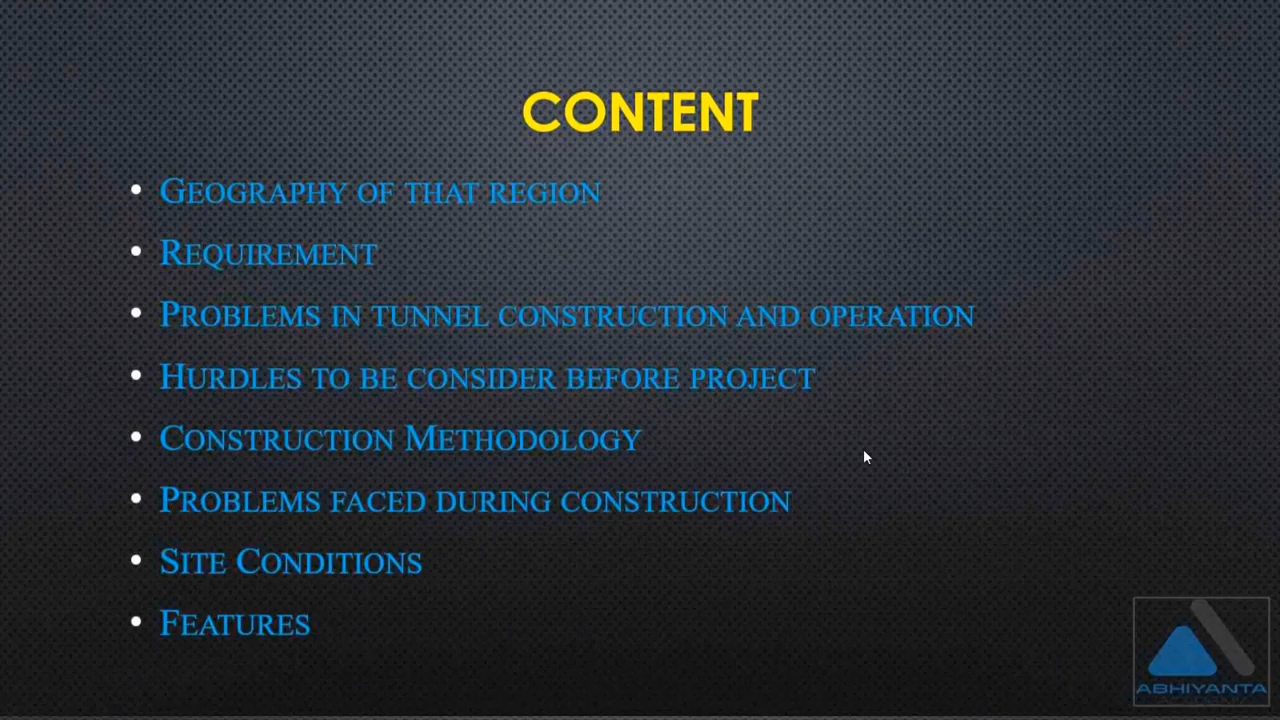 CONTENT
• GEOGRAPHY OF THAT REGION
• REQUIREMENT
• PROBLEMS IN TUNNEL CONSTRUCTION AND OPERATION
• HURDLES TO BE CONSIDER BEFORE PROJECT
• CONSTRUCTION METHODOLOGY
• PROBLEMS FACED DURING CONSTRUCTION
• SITE CONDITIONS
• FEATURES
ABHIYANTA